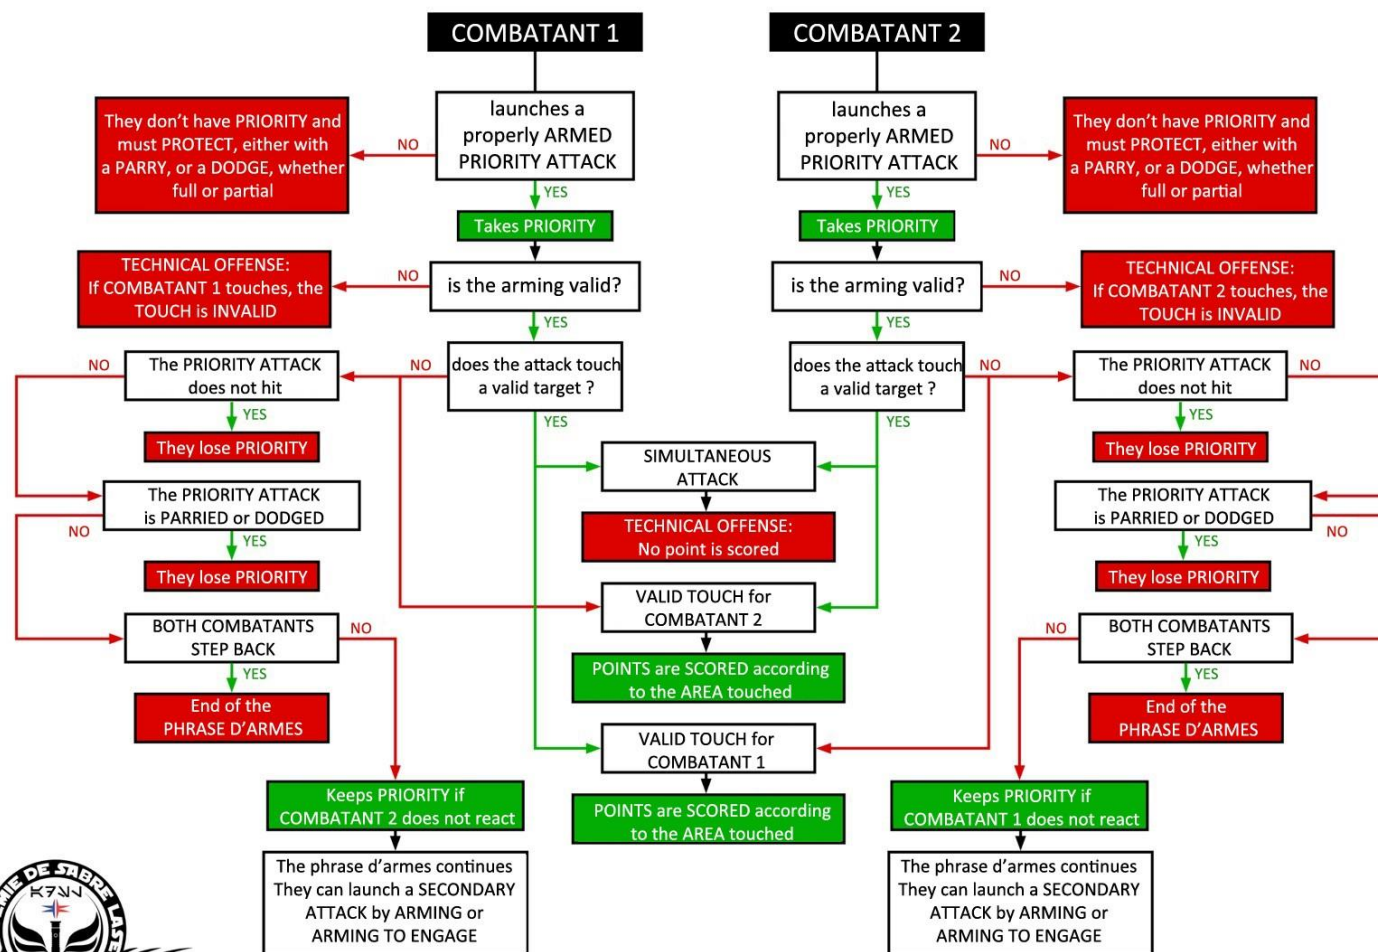 COMBATANT 1
COMBATANT 2
launches a
properly ARMED
PRIORITY ATTACK
launches a
properly ARMED
PRIORITY ATTACK
They don't have PRIORITY and
must PROTECT, either with
a PARRY, or a DODGE, whether
full or partial
NO
NO
They don't have PRIORITY and
must PROTECT, either with
a PARRY, or a DODGE, whether
full or partial
YES
YES
Takes PRIORITY
Takes PRIORITY
TECHNICAL OFFENSE:
If COMBATANT 1 touches, the
TOUCH is INVALID
NO
is the arming valid?
is the arming valid?
NO
TECHNICAL OFFENSE:
If COMBATANT 2 touches, the
TOUCH is INVALID
YES
YES
NO
The PRIORITY ATTACK
does not hit
NO
does the attack touch
a valid target ?
does the attack touch
a valid target ?
NO
The PRIORITY ATTACK
does not hit
NO
YES
YES
YES
YES
They lose PRIORITY
They lose PRIORITY
SIMULTANEOUS
ATTACK
The PRIORITY ATTACK
is PARRIED or DODGED
The PRIORITY ATTACK
is PARRIED or DODGED
NO
NO
TECHNICAL OFFENSE:
No point is scored
YES
YES
They lose PRIORITY
They lose PRIORITY
VALID TOUCH for
COMBATANT 2
BOTH COMBATANTS
STEP BACK
NO
NO
BOTH COMBATANTS
STEP BACK
YES
YES
POINTS are SCORED according
to the AREA touched
End of the
PHRASE D'ARMES
End of the
PHRASE D'ARMES
VALID TOUCH for
COMBATANT 1
Keeps PRIORITY if
COMBATANT 2 does not react
POINTS are SCORED according
to the AREA touched
Keeps PRIORITY if
COMBATANT 1 does not react
The phrase d'armes continues
They can launch a SECONDARY
ATTACK by ARMING or
ARMING TO ENGAGE
The phrase d'armes continues
They can launch a SECONDARY
ATTACK by ARMING or
ARMING TO ENGAGE
DE SABRE